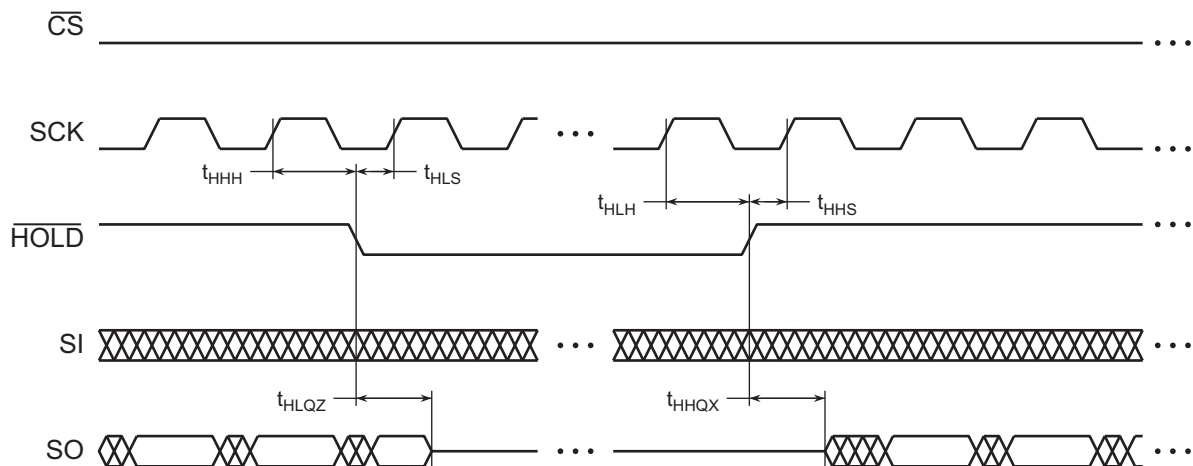 CS
SCK
tHHH
tHLS
tHLH
tHHS
HOLD
SI
tHLQZ
tHHQX
SO